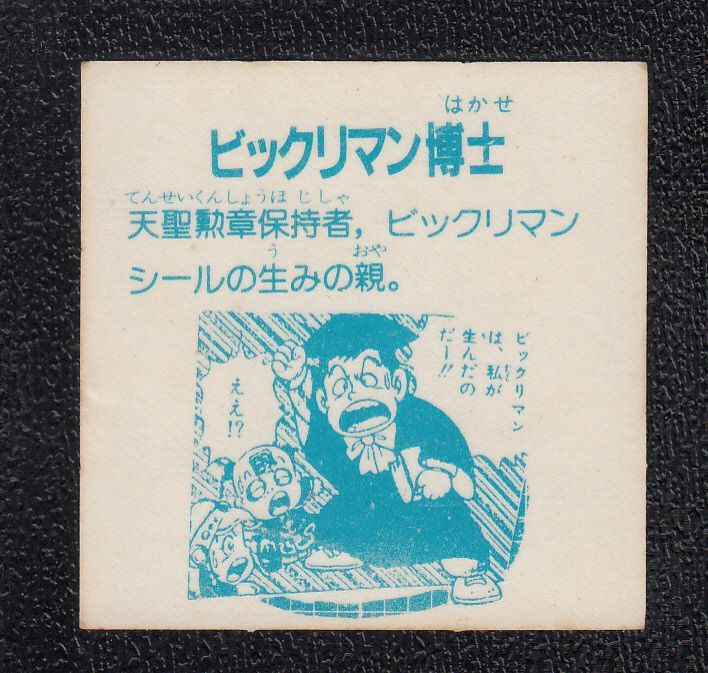 はかせ
ビックリマン博士
てんせいくんしょうほじしゃ
天聖勲章保持者，ビックリマン
う おや
シールの生みの親。
ビックリマン
は、私が
生んだの
だー!!
ええ!?